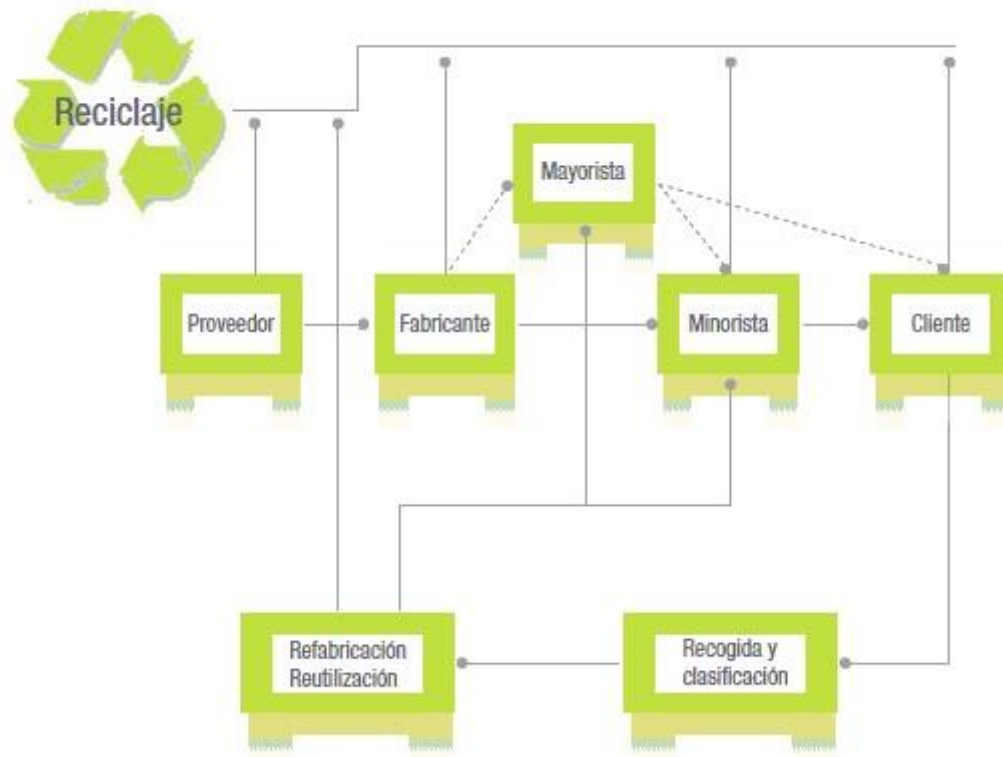 Reciclaje
Mayorista
Proveedor
Fabricante
Minorista
Cliente
Refabricación
Reutilización
Recogida y
clasificación